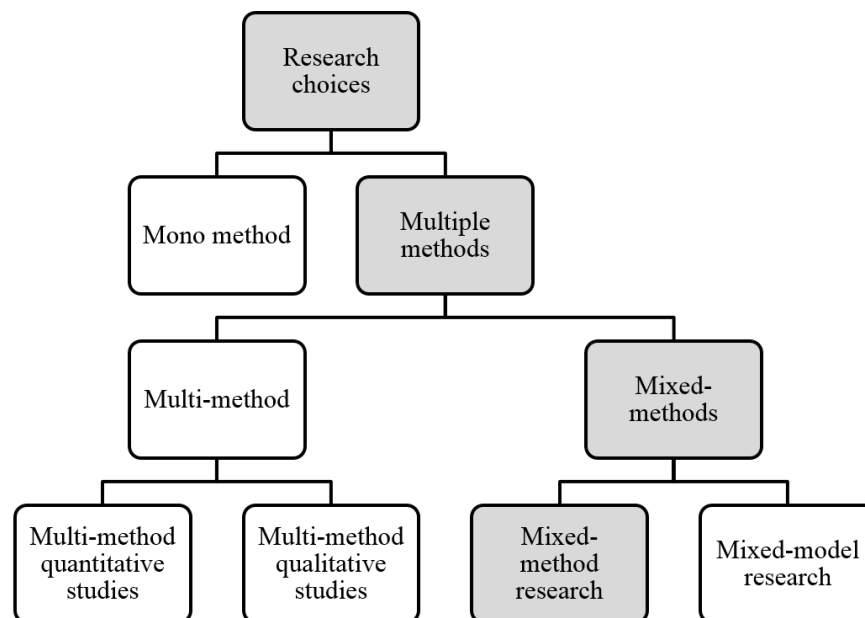 Research
choices
Mono method
Multiple
methods
Multi-method
Mixed-
methods
Multi-method
quantitative
studies
Multi-method
qualitative
studies
Mixed-
method
research
Mixed-model
research